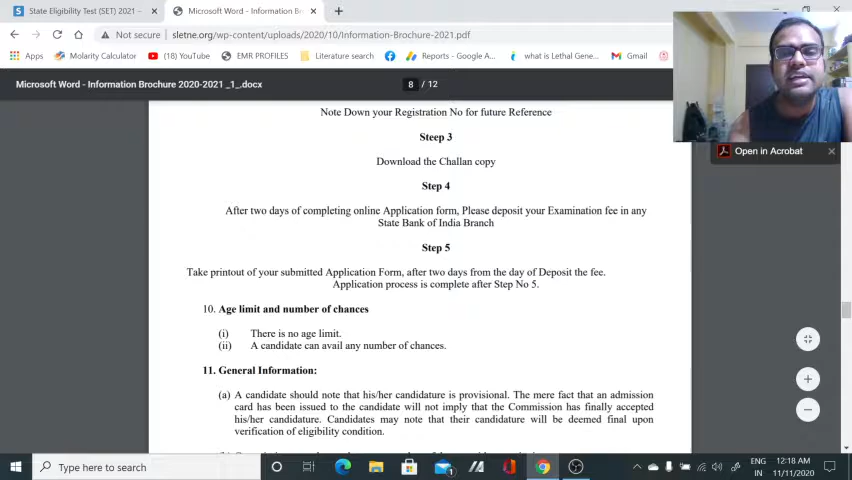 State Eligibility Test (SET) 2021 -
Microsoft Word - Information Bro
Not secure
sletne.org/wp-content/uploads/2020/10/Information-Brochure-2021.pdf
Apps
Molarity Calculator
(18) YouTube
EMR PROFILES
Literature search
Reports - Google A...
what is Lethal Gene...
Gmail
Microsoft Word - Information Brochure 2020-2021 _1_.docx
8 / 12
Open in Acrobat
Note Down your Registration No for future Reference
Steep 3
Download the Challan copy
Step 4
After two days of completing online Application form, Please deposit your Examination fee in any
State Bank of India Branch
Step 5
Take printout of your submitted Application Form, after two days from the day of Deposit the fee.
Application process is complete after Step No 5.
10. Age limit and number of chances
(i) There is no age limit.
(ii) A candidate can avail any number of chances.
11. General Information:
(a) A candidate should note that his/her candidature is provisional. The mere fact that an admission
card has been issued to the candidate will not imply that the Commission has finally accepted
his/her candidature. Candidates may note that their candidature will be deemed final upon
verification of eligibility condition.
Type here to search
ENG
IN
12:18 AM
11/11/2020